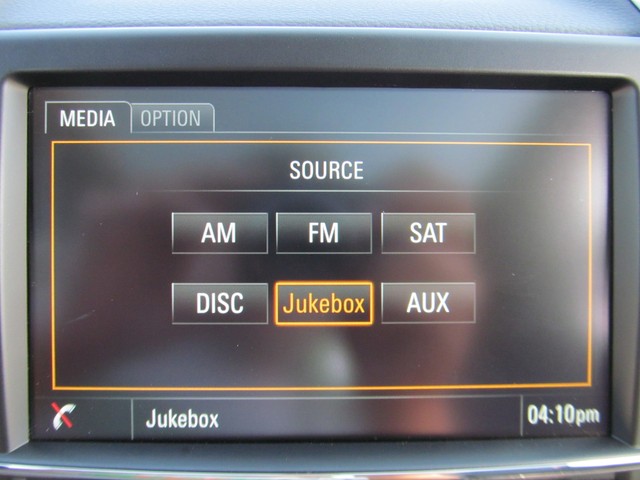 MEDIA OPTION
SOURCE
AM FM SAT
DISC Jukebox AUX
Jukebox 04:10pm